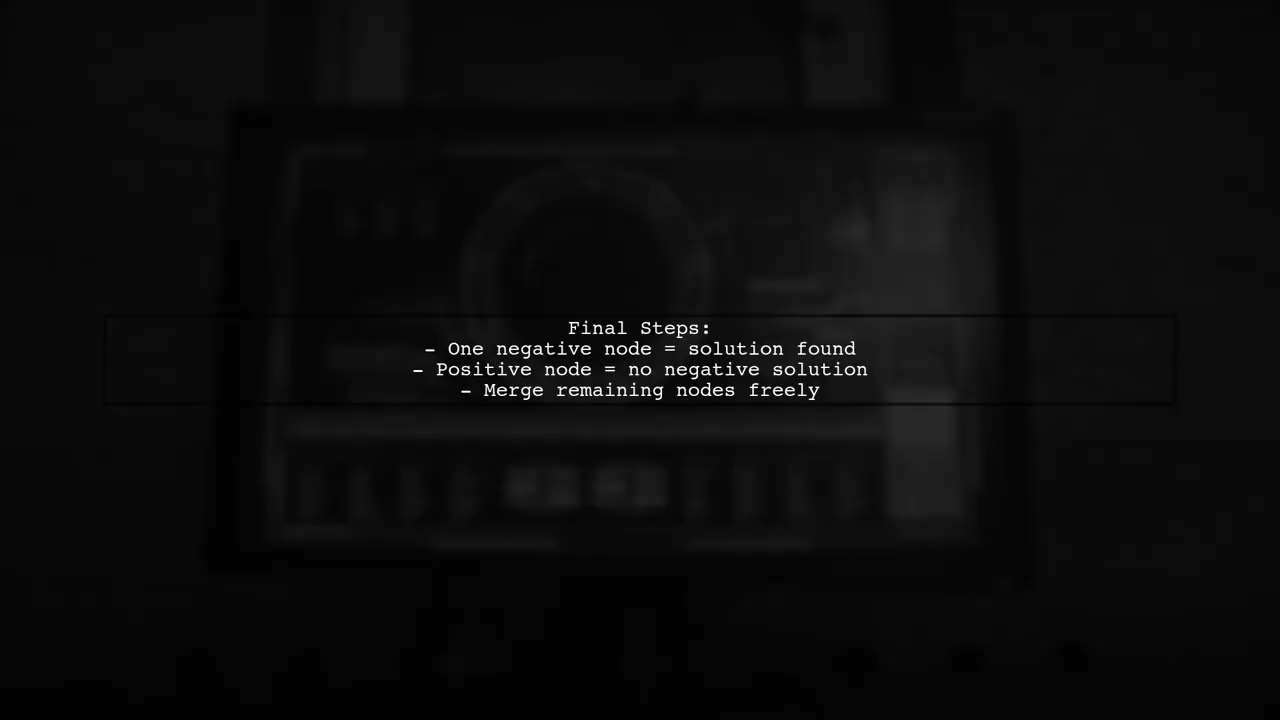 Final Steps:
- One negative node = solution found
- Positive node = no negative solution
- Merge remaining nodes freely